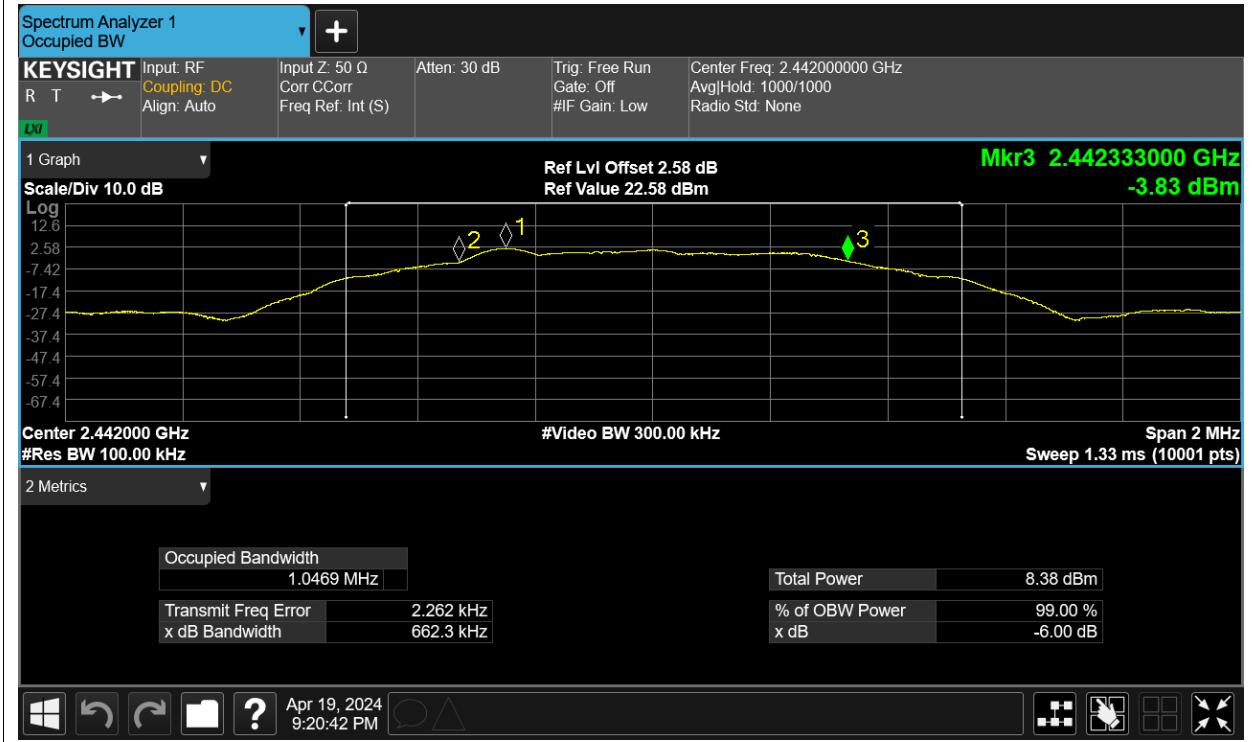 Spectrum Analyzer 1
Occupied BW
KEYSIGHT
R T
LXI
Input: RF
Coupling: DC
Align: Auto
Input Z: 50 Ω
Corr CCorr
Freq Ref: Int (S)
Atten: 30 dB
Trig: Free Run
Gate: Off
#IF Gain: Low
Center Freq: 2.442000000 GHz
Avg|Hold: 1000/1000
Radio Std: None
1 Graph
Scale/Div 10.0 dB
Ref Lvl Offset 2.58 dB
Ref Value 22.58 dBm
Mkr3 2.442333000 GHz
-3.83 dBm
Log
12.6
2.58
-7.42
-17.4
-27.4
-37.4
-47.4
-57.4
-67.4
2
1
3
Center 2.442000 GHz
#Res BW 100.00 kHz
#Video BW 300.00 kHz
Span 2 MHz
Sweep 1.33 ms (10001 pts)
2 Metrics
Occupied Bandwidth
1.0469 MHz
Transmit Freq Error 2.262 kHz
x dB Bandwidth 662.3 kHz
Total Power 8.38 dBm
% of OBW Power 99.00 %
x dB -6.00 dB
?
Apr 19, 2024
9:20:42 PM